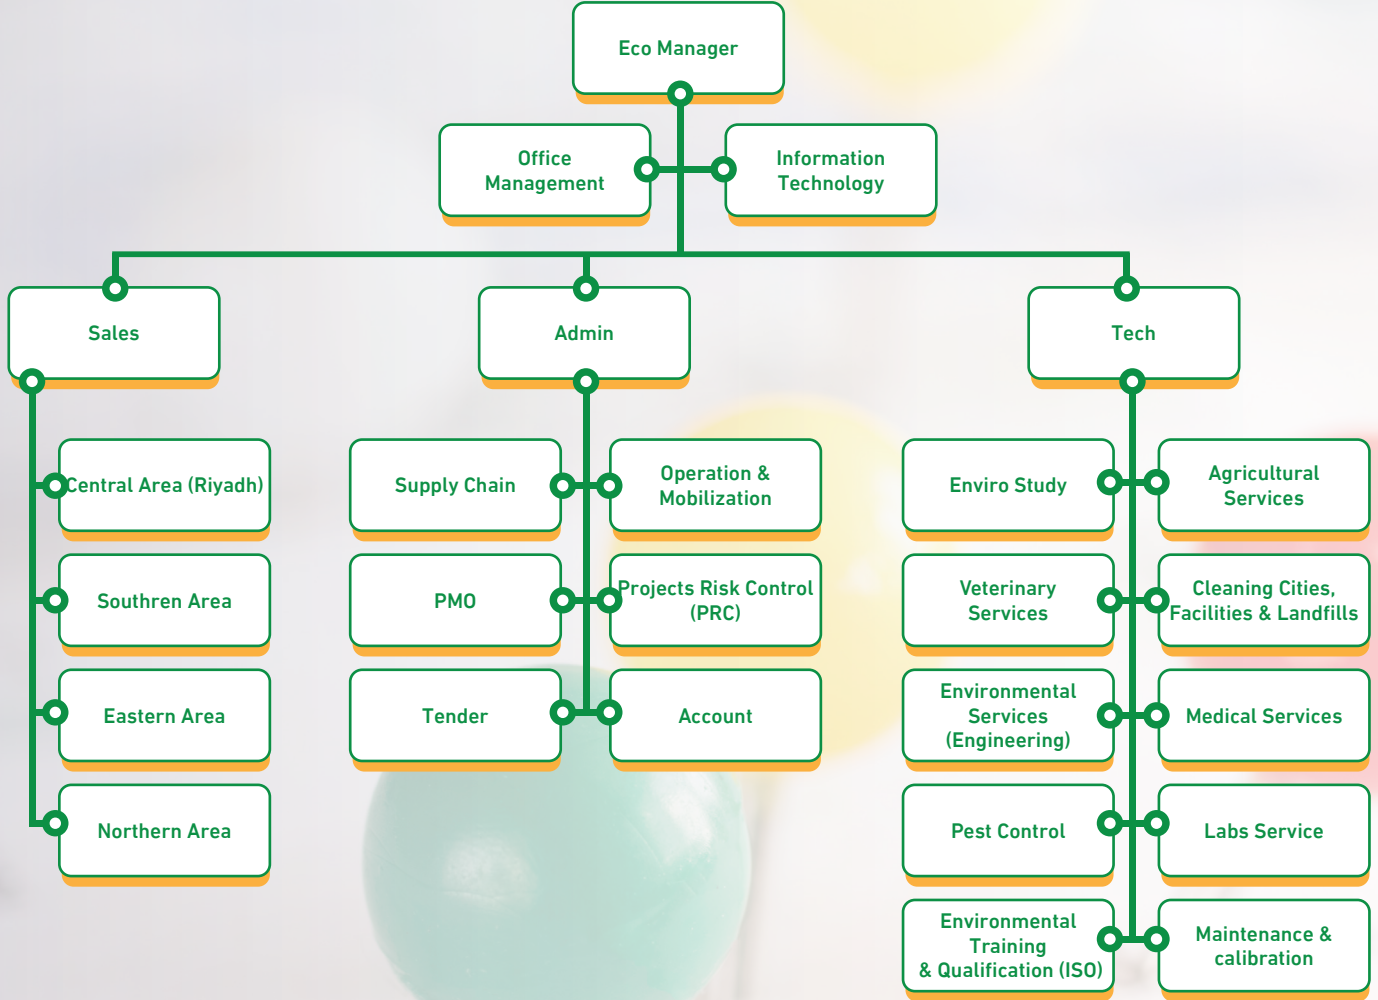 Eco Manager
Office
Management
Information
Technology
Sales
Admin
Tech
Central Area (Riyadh)
Southren Area
Eastern Area
Northern Area
Supply Chain
Operation &
Mobilization
PMO
Projects Risk Control
(PRC)
Tender
Account
Enviro Study
Agricultural
Services
Veterinary
Services
Cleaning Cities,
Facilities & Landfills
Environmental
Services
(Engineering)
Medical Services
Pest Control
Labs Service
Environmental
Training
& Qualification (ISO)
Maintenance &
calibration